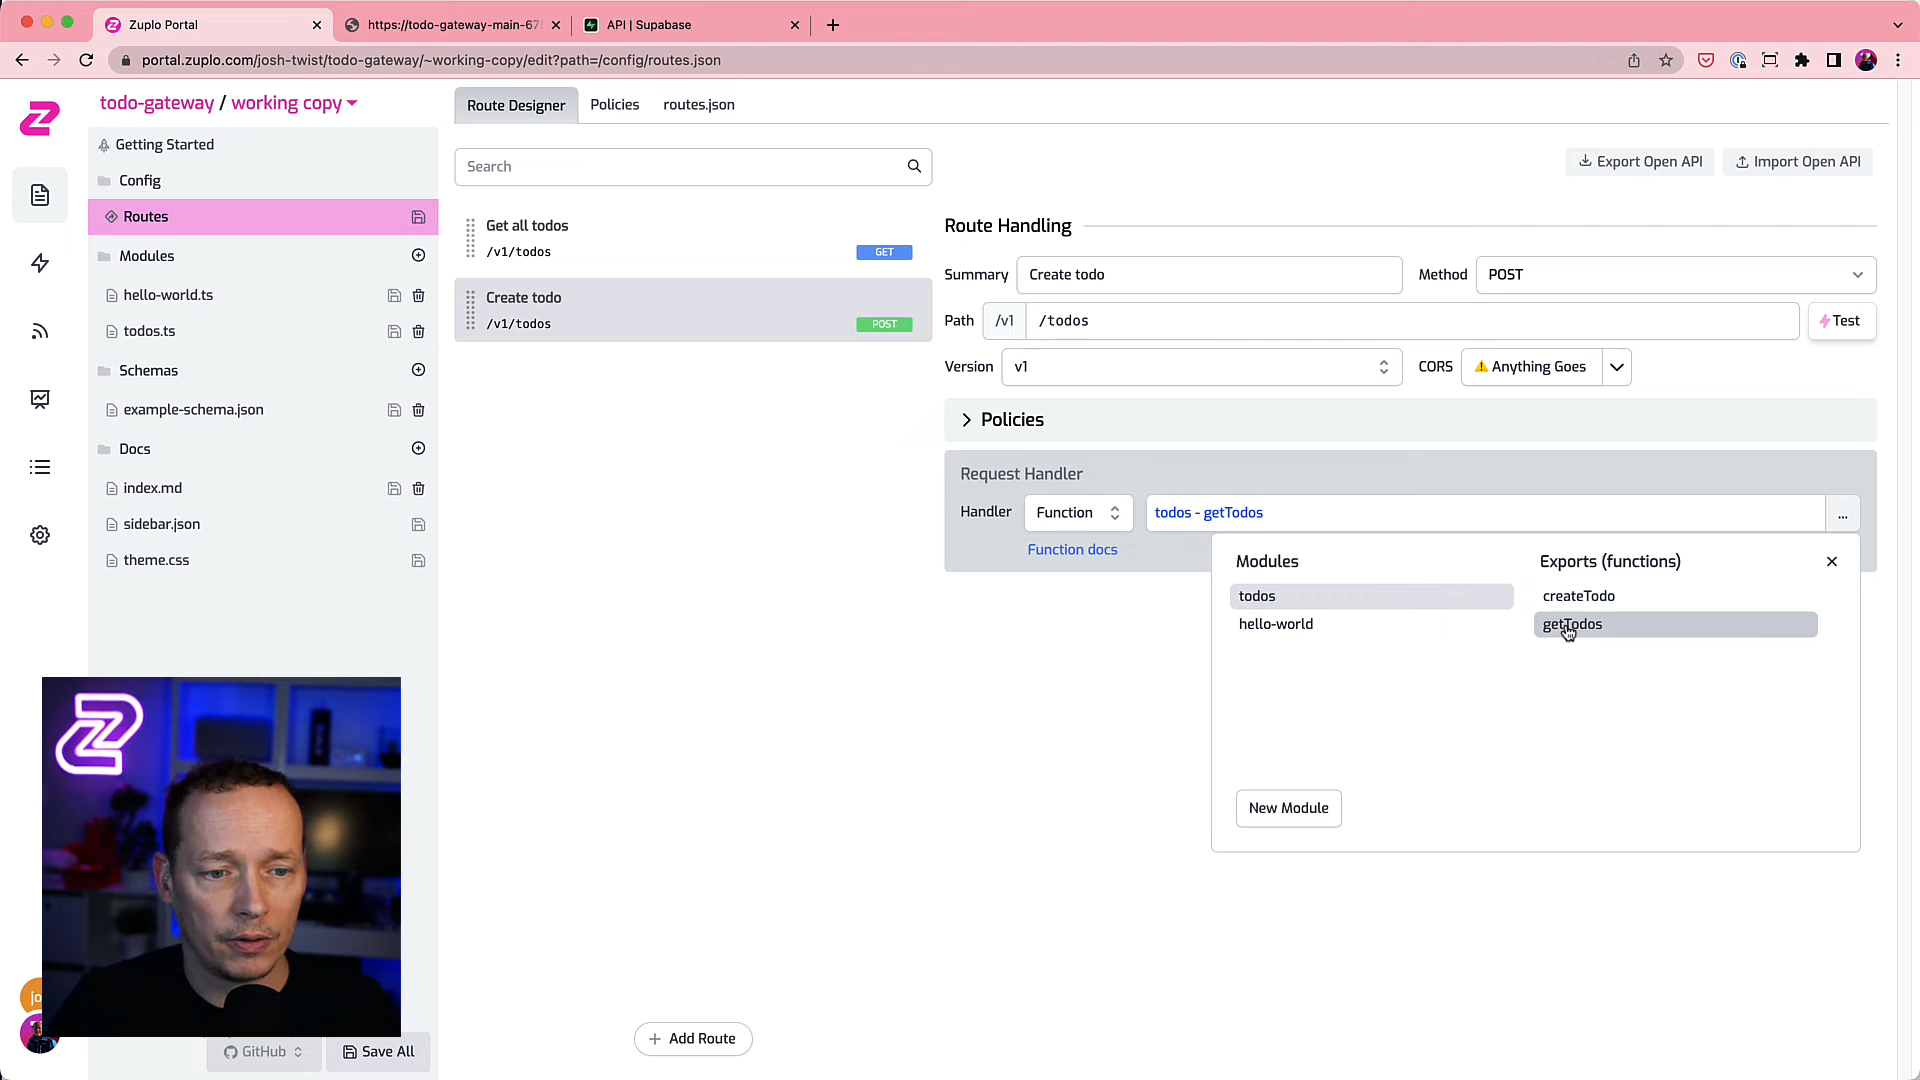 Zuplo Portal
https://todo-gateway-main-678
API | Supabase
portal.zuplo.com/josh-twist/todo-gateway/~working-copy/edit?path=/config/routes.json
todo-gateway / working copy
Route Designer
Policies
routes.json
Getting Started
Config
Routes
Modules
hello-world.ts
todos.ts
Schemas
example-schema.json
Docs
index.md
sidebar.json
theme.css
GitHub
Save All
jo
Search
Get all todos
/v1/todos
GET
Create todo
/v1/todos
POST
Add Route
Export Open API
Import Open API
Route Handling
Summary
Create todo
Method
POST
Path
/v1
/todos
Test
Version
v1
CORS
Anything Goes
Policies
Request Handler
Handler
Function
todos - getTodos
...
Function docs
Modules
Exports (functions)
todos
createTodo
hello-world
getTodos
New Module